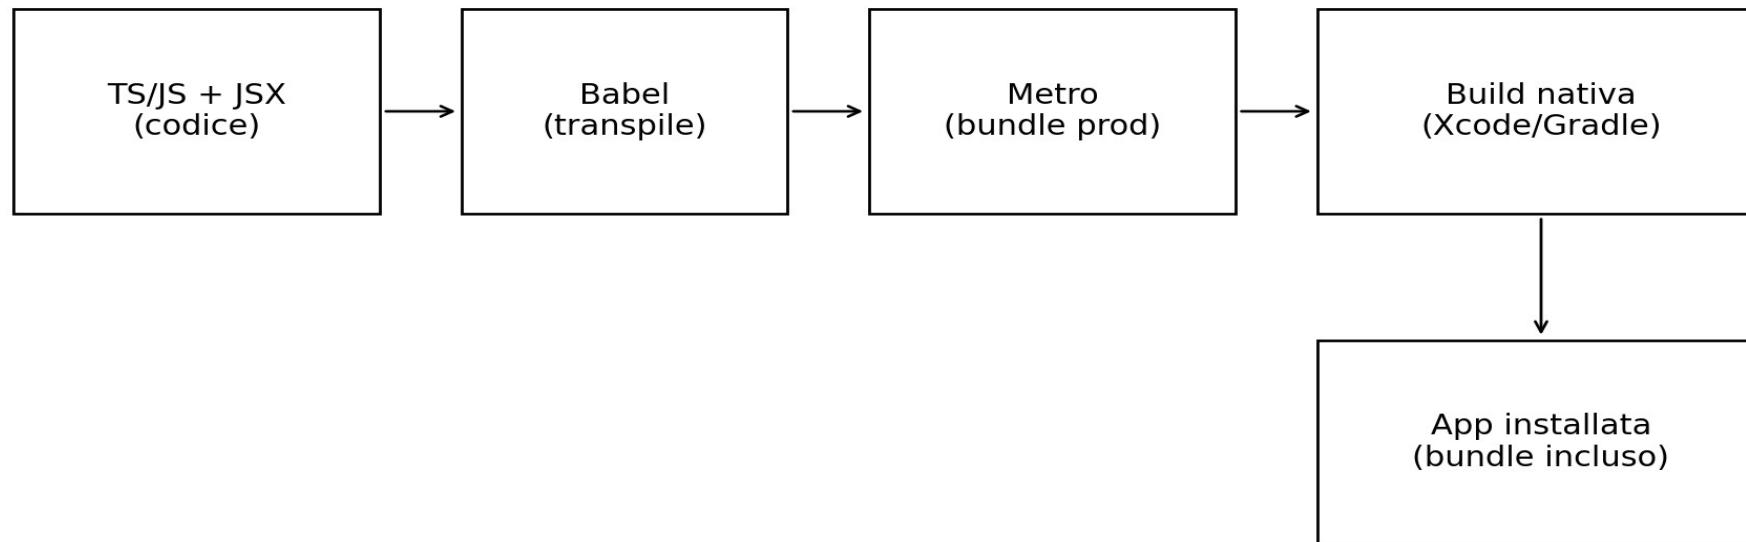 TS/JS + JSX
(codice)
Babel
(transpile)
Metro
(bundle prod)
Build nativa
(Xcode/Gradle)
App installata
(bundle incluso)